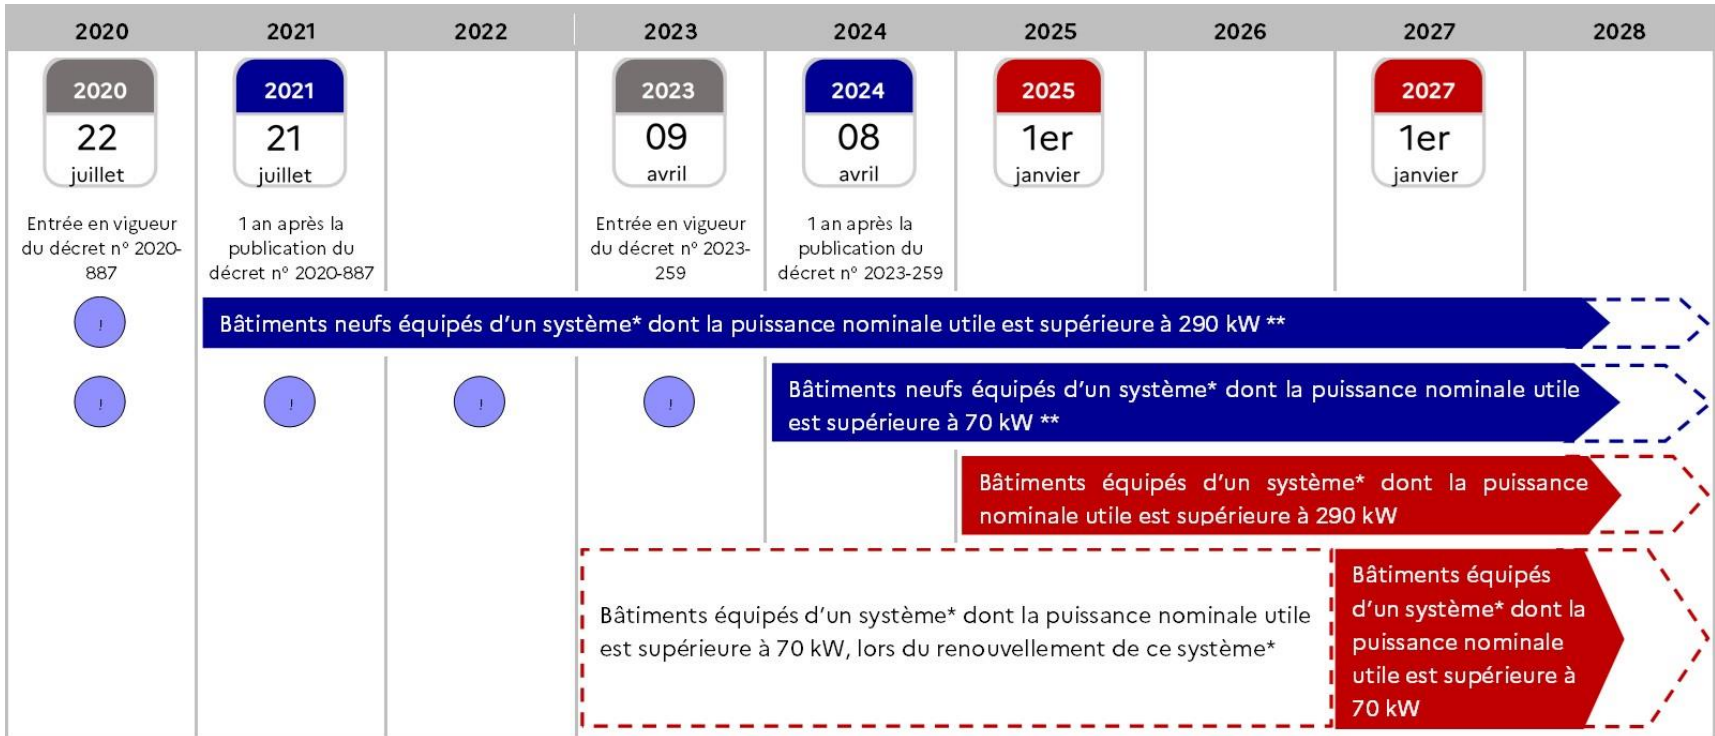 2020 2021 2022 2023 2024 2025 2026 2027 2028
2020
22
juillet
2021
21
juillet
2023
09
avril
2024
08
avril
2025
1er
janvier
2027
1er
janvier
Entrée en vigueur
du décret n° 2020-
887
1 an après la
publication du
décret n° 2020-887
Entrée en vigueur
du décret n° 2023-
259
1 an après la
publication du
décret n° 2023-259
!
Bâtiments neufs équipés d'un système* dont la puissance nominale utile est supérieure à 290 kW **
! ! ! !
Bâtiments neufs équipés d'un système* dont la puissance nominale utile
est supérieure à 70 kW **
Bâtiments équipés d'un système* dont la puissance
nominale utile est supérieure à 290 kW
Bâtiments équipés d'un système* dont la puissance nominale utile
est supérieure à 70 kW, lors du renouvellement de ce système*
Bâtiments équipés
d'un système* dont la
puissance nominale
utile est supérieure à
70 kW